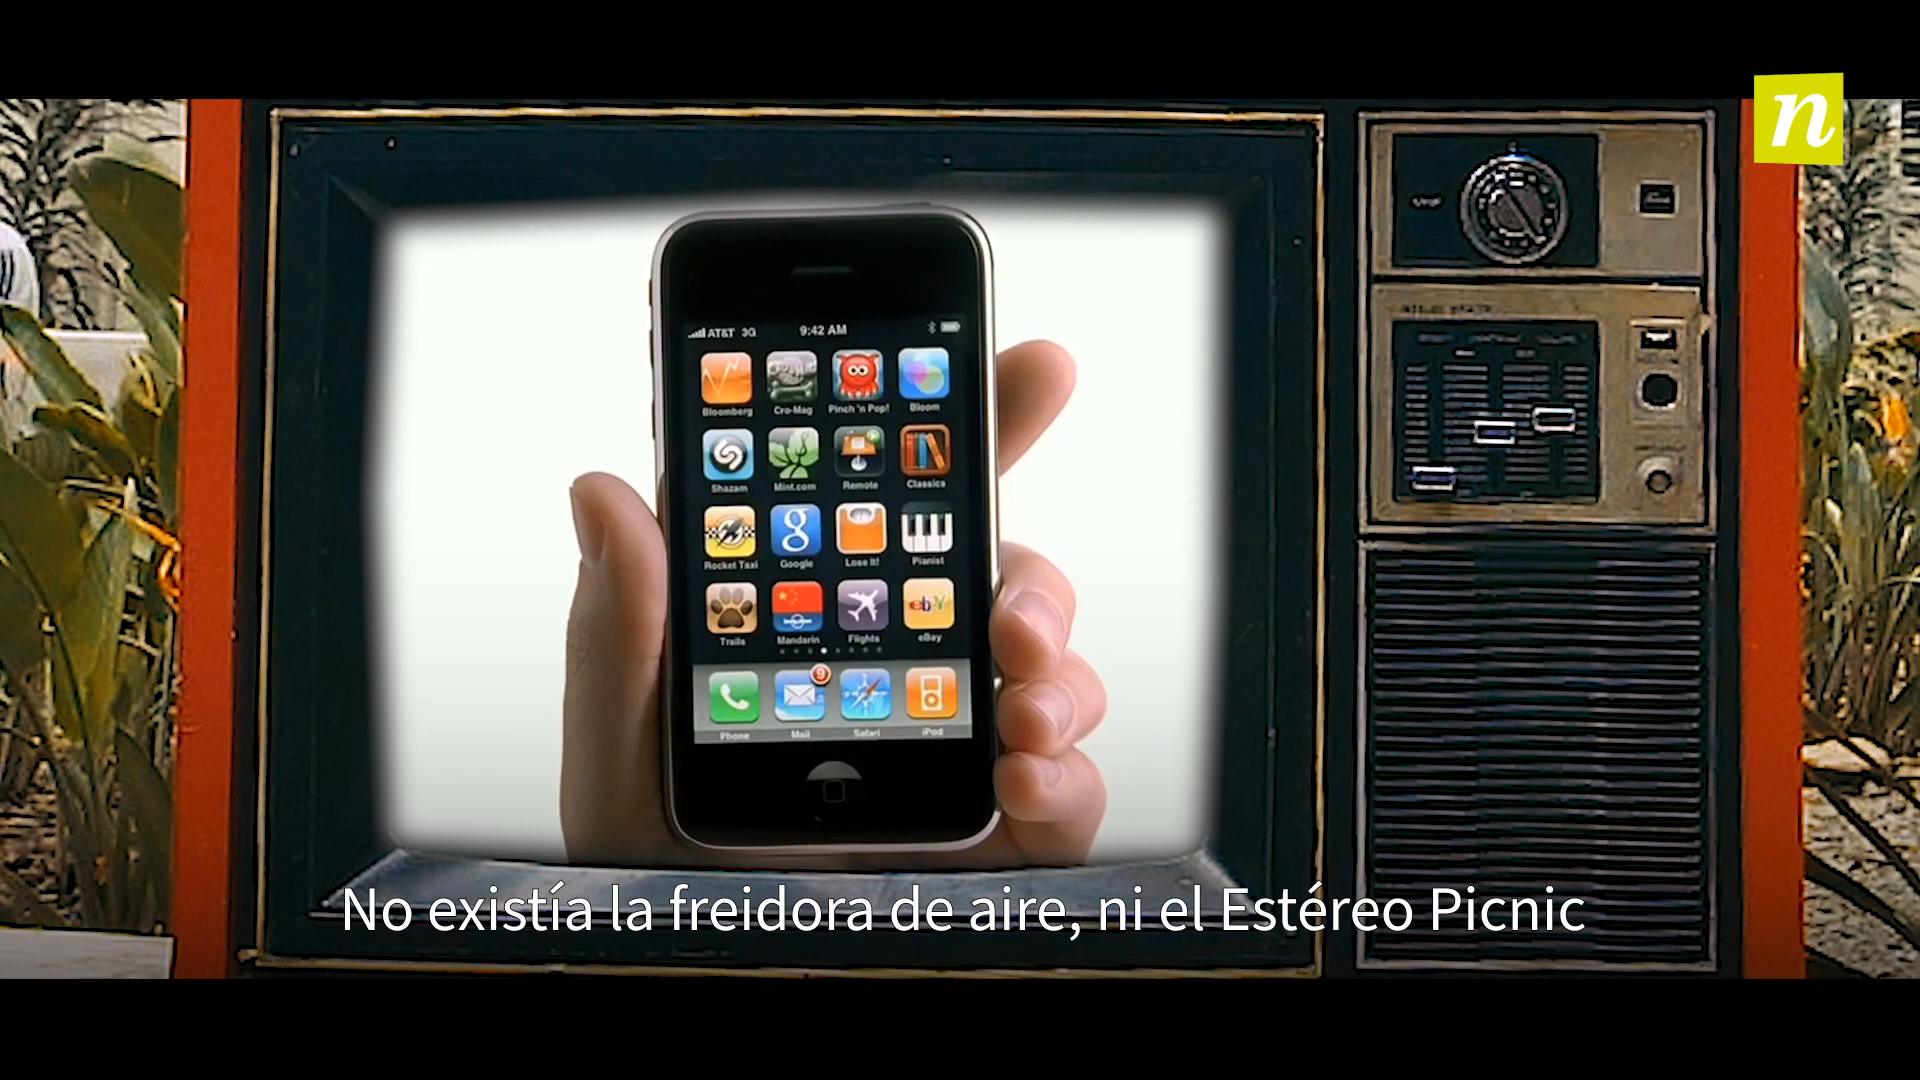 n
AT&T 3G 9:42 AM
Bloomberg Cro-Mag Pinch 'n Pop! Bloom
Shazam Mint.com Remote Classics
g
Rocket Taxi Google Lose It! Pianist
ebY
Trails Mandarin Flights eBay
9
Phone Mail Safari iPod
No existía la freidora de aire, ni el Estéreo Picnic